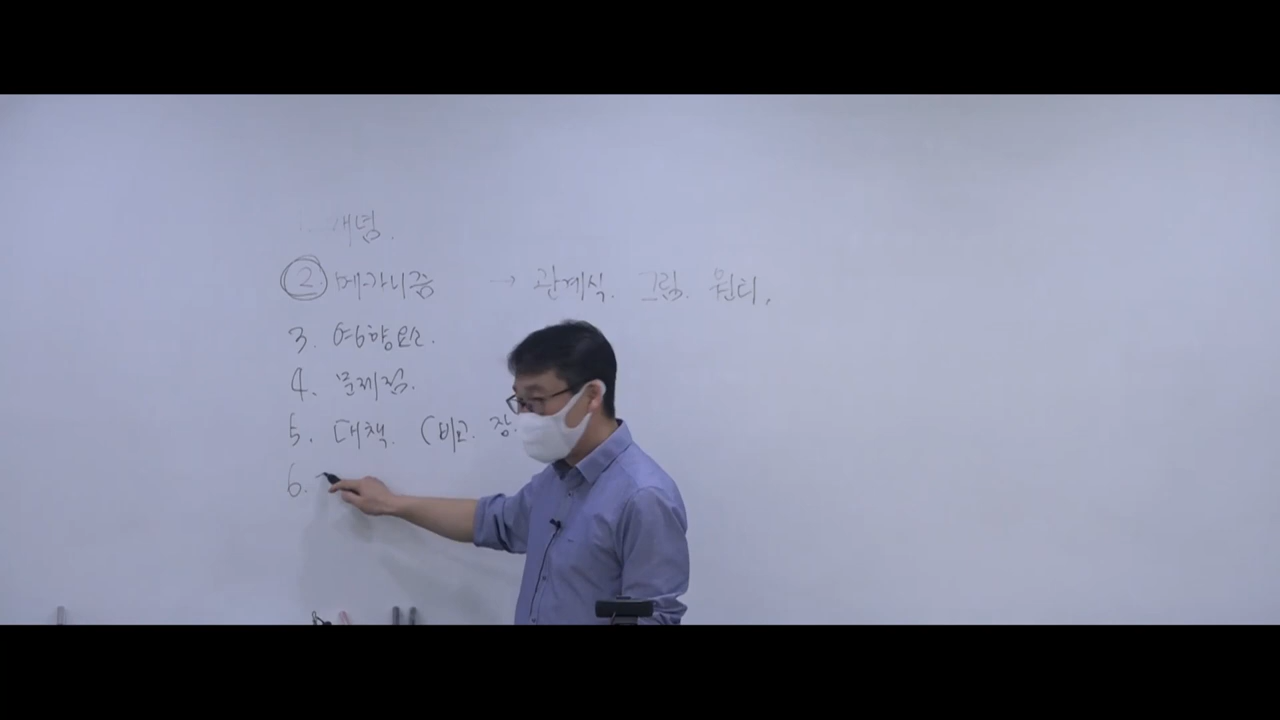 1. 개념.
2. 메카니즘 → 관계식. 그림. 원리.
3. 영향요소.
4. 문제점.
5. 대책. (비교. 장.
6.